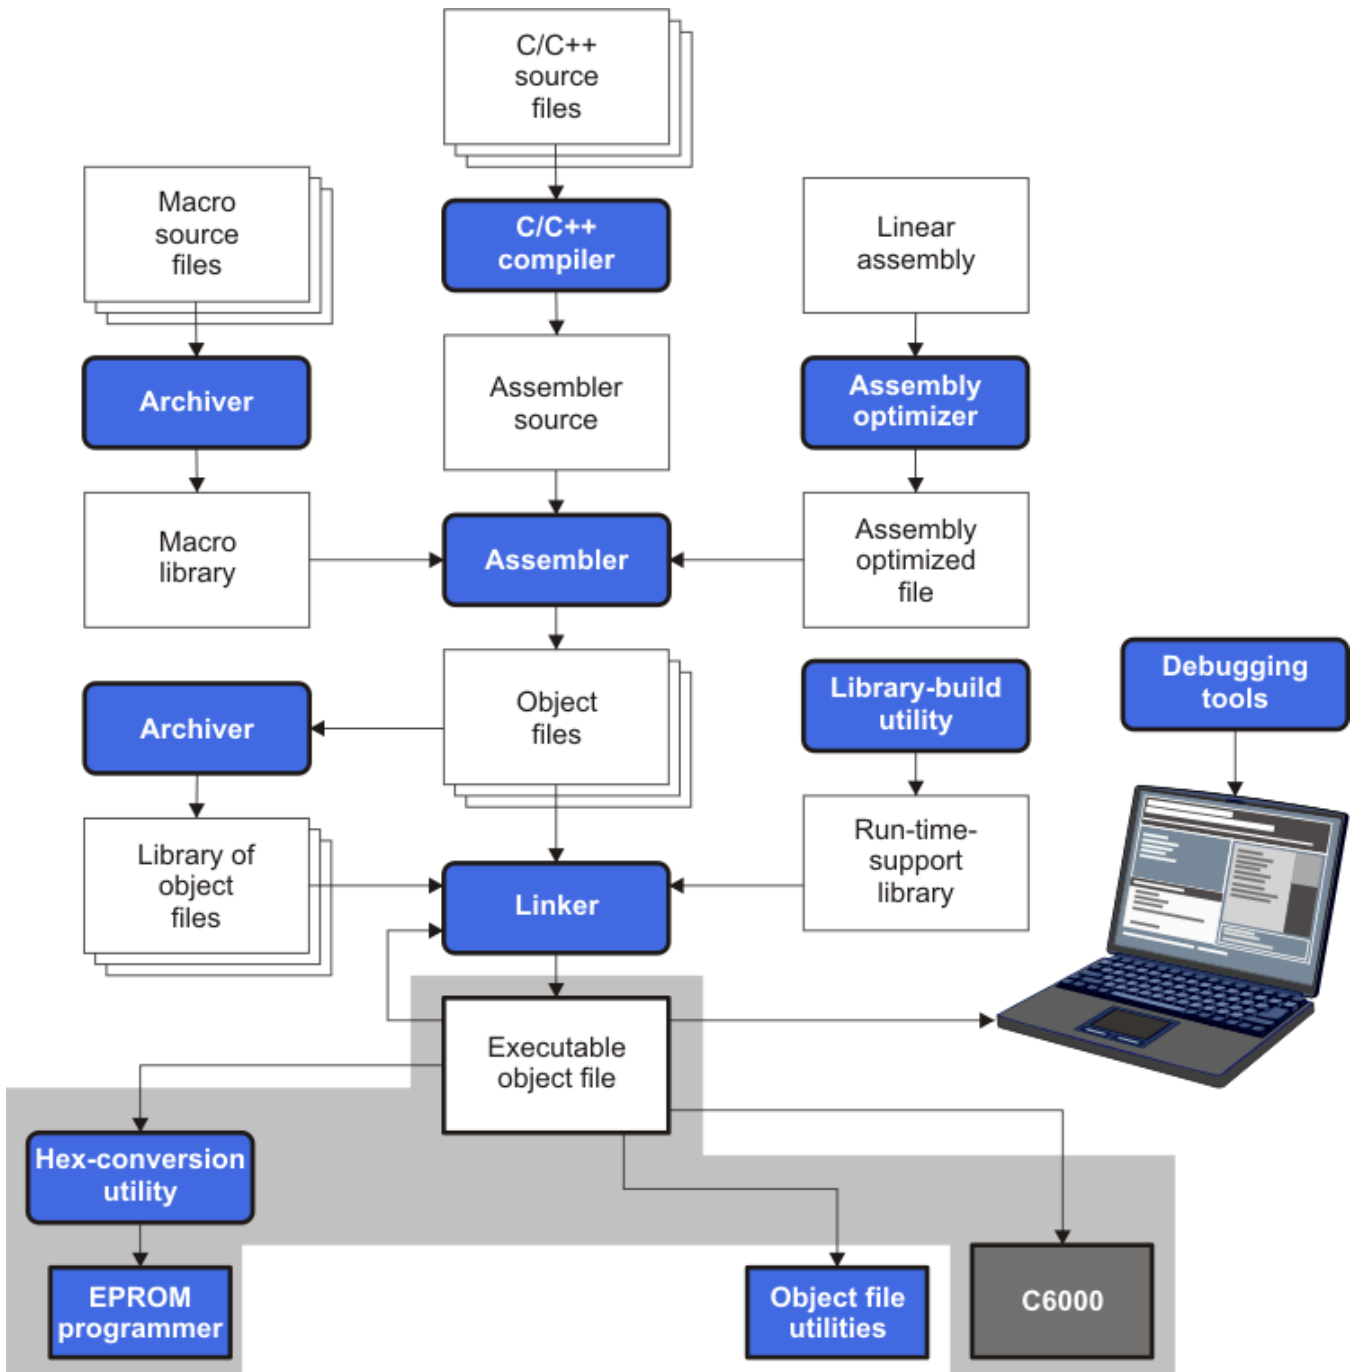 C/C++
source
files
Macro
source
files
C/C++
compiler
Linear
assembly
Archiver
Assembler
source
Assembly
optimizer
Macro
library
Assembler
Assembly
optimized
file
Archiver
Object
files
Library-build
utility
Debugging
tools
Library of
object
files
Linker
Run-time-
support
library
Executable
object file
Hex-conversion
utility
EPROM
programmer
Object file
utilities
C6000